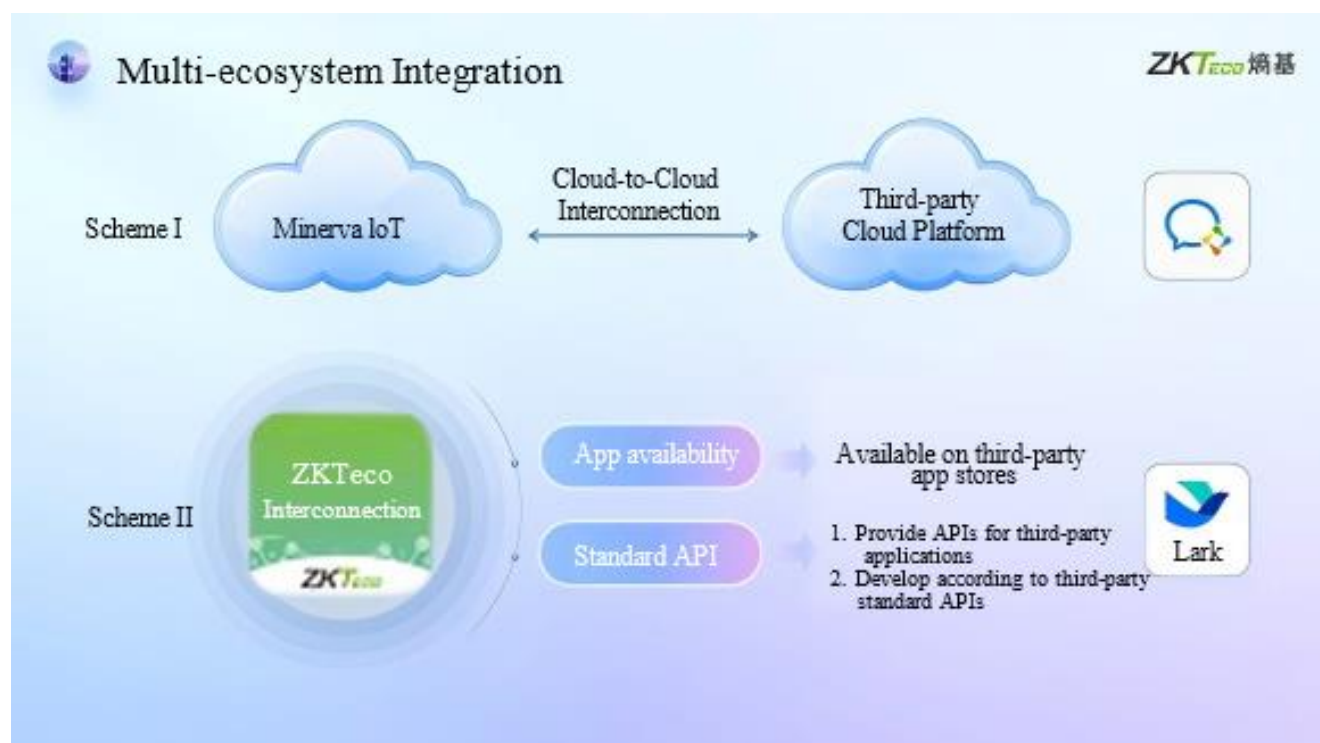 Multi-ecosystem Integration
ZKTeco 熵基
Scheme I
Minerva loT
Cloud-to-Cloud
Interconnection
Third-party
Cloud Platform
Scheme II
ZKTeco
Interconnection
ZKTeco
App availability
Available on third-party
app stores
Standard API
1. Provide APIs for third-party
applications
2. Develop according to third-party
standard APIs
Lark